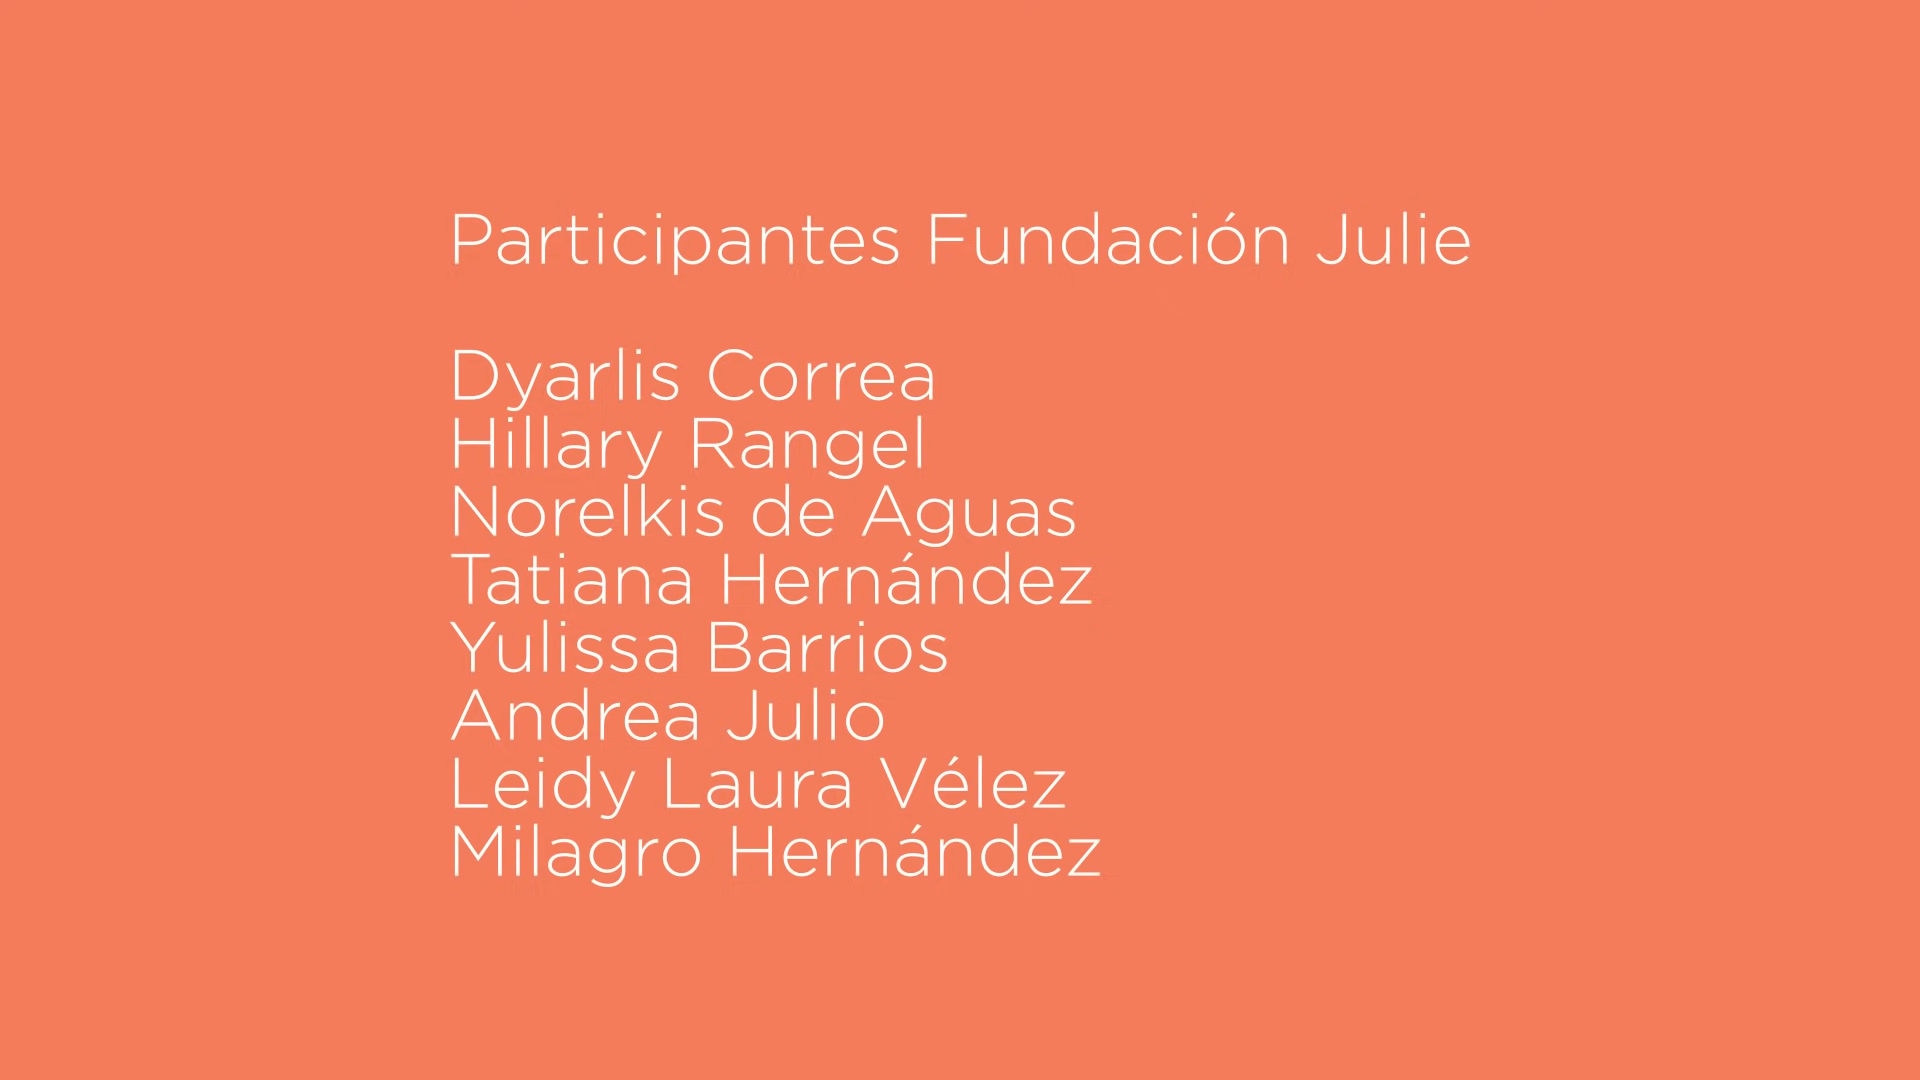 Participantes Fundación Julie
Dyarlis Correa
Hillary Rangel
Norelkis de Aguas
Tatiana Hernández
Yulissa Barrios
Andrea Julio
Leidy Laura Vélez
Milagro Hernández